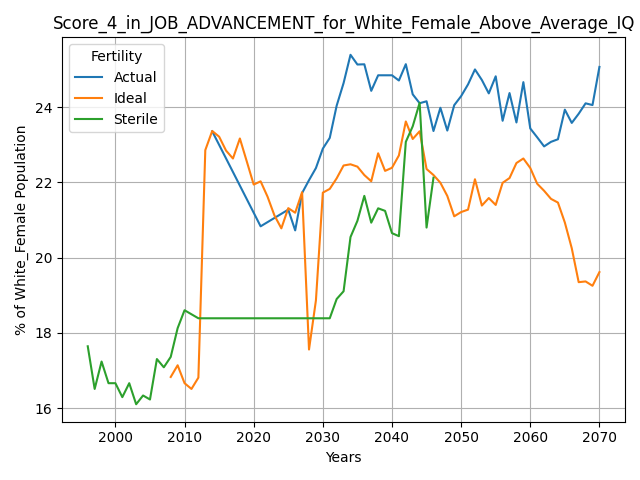 Score_4_in_JOB_ADVANCEMENT_for_White_Female_Above_Average_IQ
Fertility
Actual
Ideal
Sterile
% of White_Female Population
24
22
20
18
16
2000 2010 2020 2030 2040 2050 2060 2070
Years